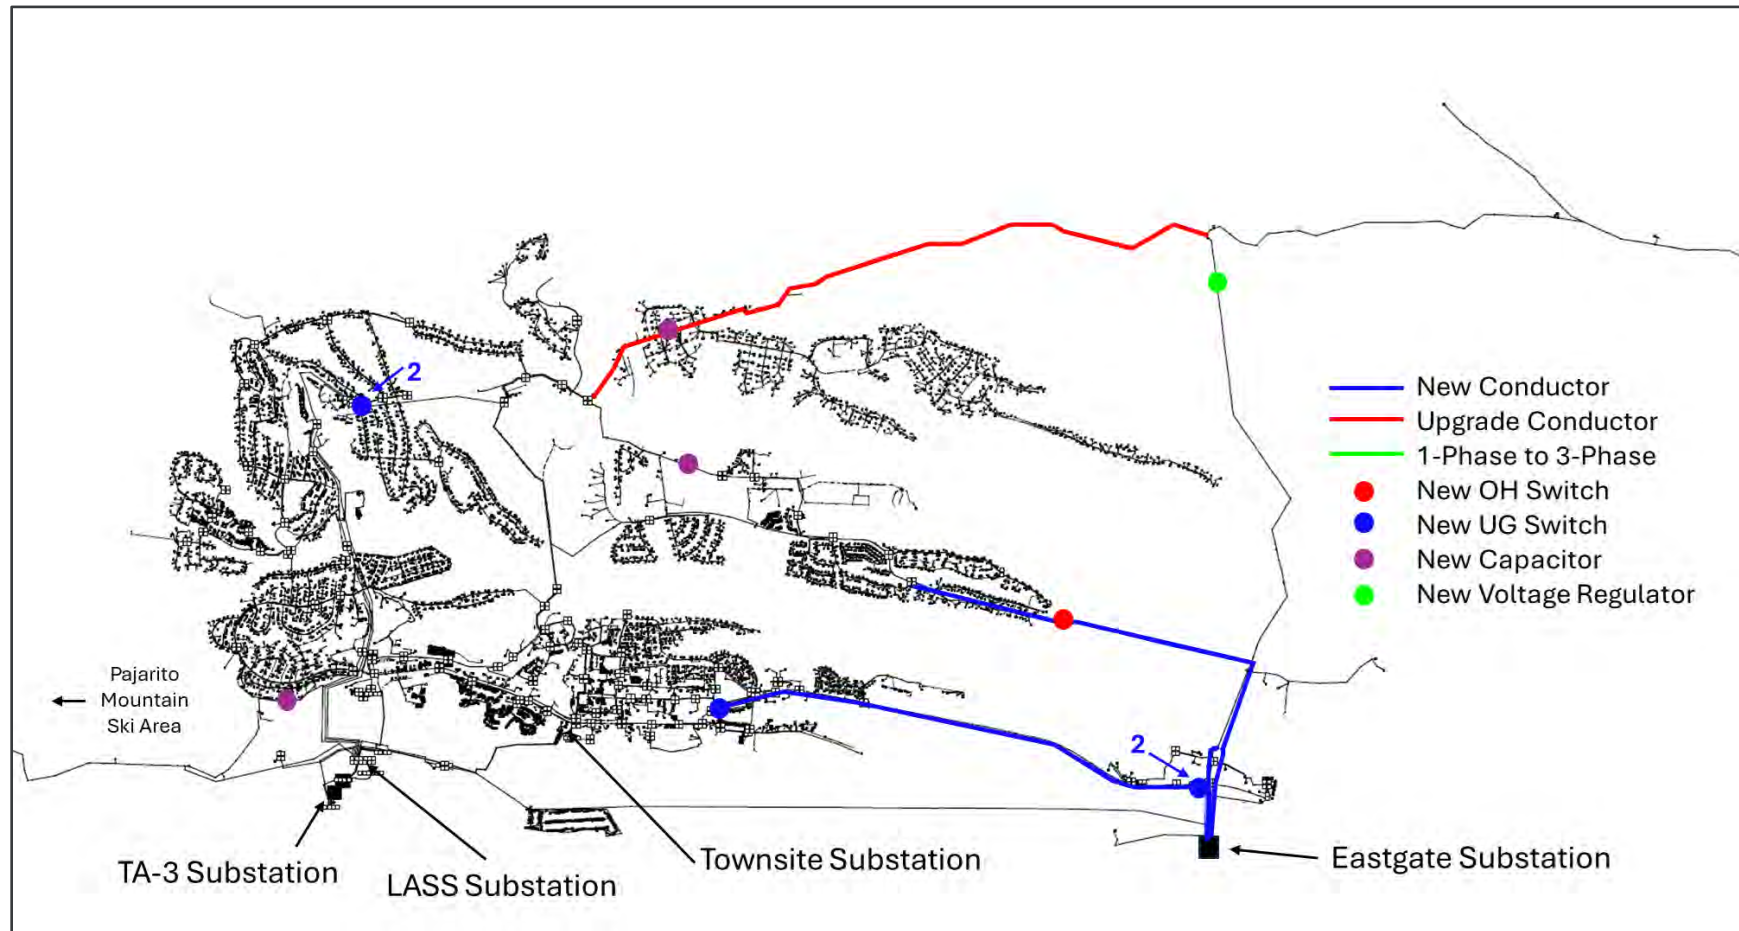 2
New Conductor
Upgrade Conductor
1-Phase to 3-Phase
New OH Switch
New UG Switch
New Capacitor
New Voltage Regulator
Pajarito
Mountain
Ski Area
2
TA-3 Substation
LASS Substation
Townsite Substation
Eastgate Substation